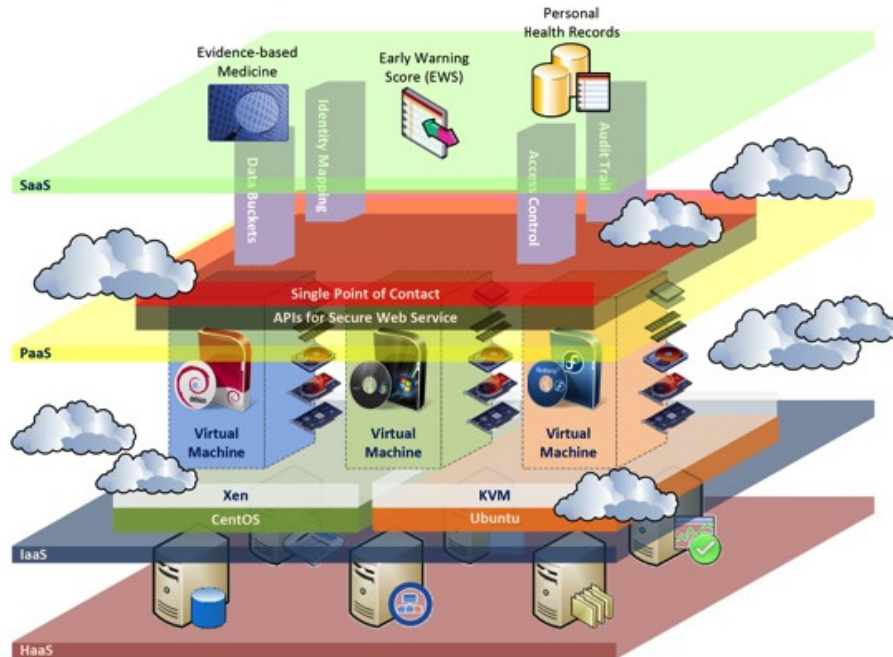 Personal
Health Records
Evidence-based
Medicine
Early Warning
Score (EWS)
Identity Mapping
Audit Trail
Data Buckets
Access Control
SaaS
Single Point of Contact
APIs for Secure Web Service
PaaS
Virtual
Machine
Virtual
Machine
Virtual
Machine
Xen
KVM
CentOS
Ubuntu
IaaS
HaaS